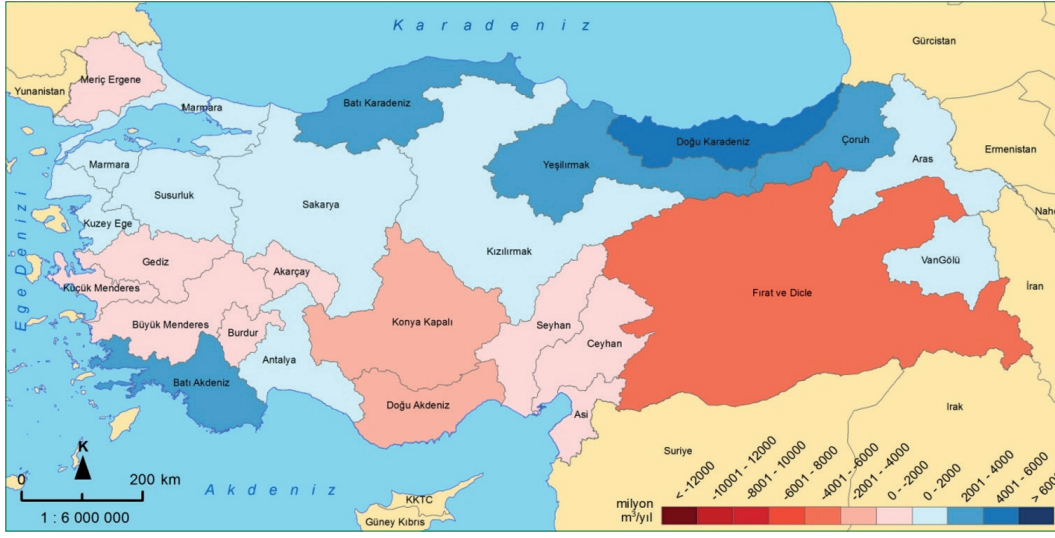 Karadeniz
Gürcistan
Meriç Ergene
Yunanistan
Batı Karadeniz
Marmara
Doğu Karadeniz
Çoruh
Ermenistan
Yeşilırmak
Marmara
Aras
Susurluk
Sakarya
Nahç
Kuzey Ege
Kızılırmak
Ege Denizi
Gediz
Akarçay
VanGölü
Küçük Menderes
Fırat ve Dicle
İran
Büyük Menderes
Burdur
Konya Kapalı
Seyhan
Ceyhan
Antalya
Batı Akdeniz
Doğu Akdeniz
Irak
Asi
K
Suriye
0 200 km
Akdeniz
1 : 6 000 000
KKTC
Güney Kıbrıs
milyon
m³/yıl
< -12000
-10001 - 12000
-8001 - 10000
-6001 - 8000
-4001 - -6000
-2001 - -4000
0 - -2000
0 - 2000
2001 - 4000
4001 - 6000
> 6000